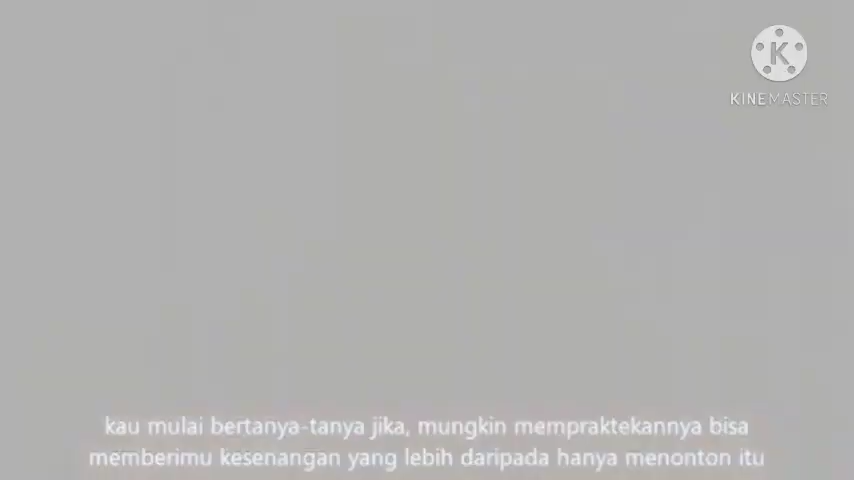 KINEMASTER
kau mulai bertanya-tanya jika, mungkin mempraktekannya bisa
memberimu kesenangan yang lebih daripada hanya menonton itu